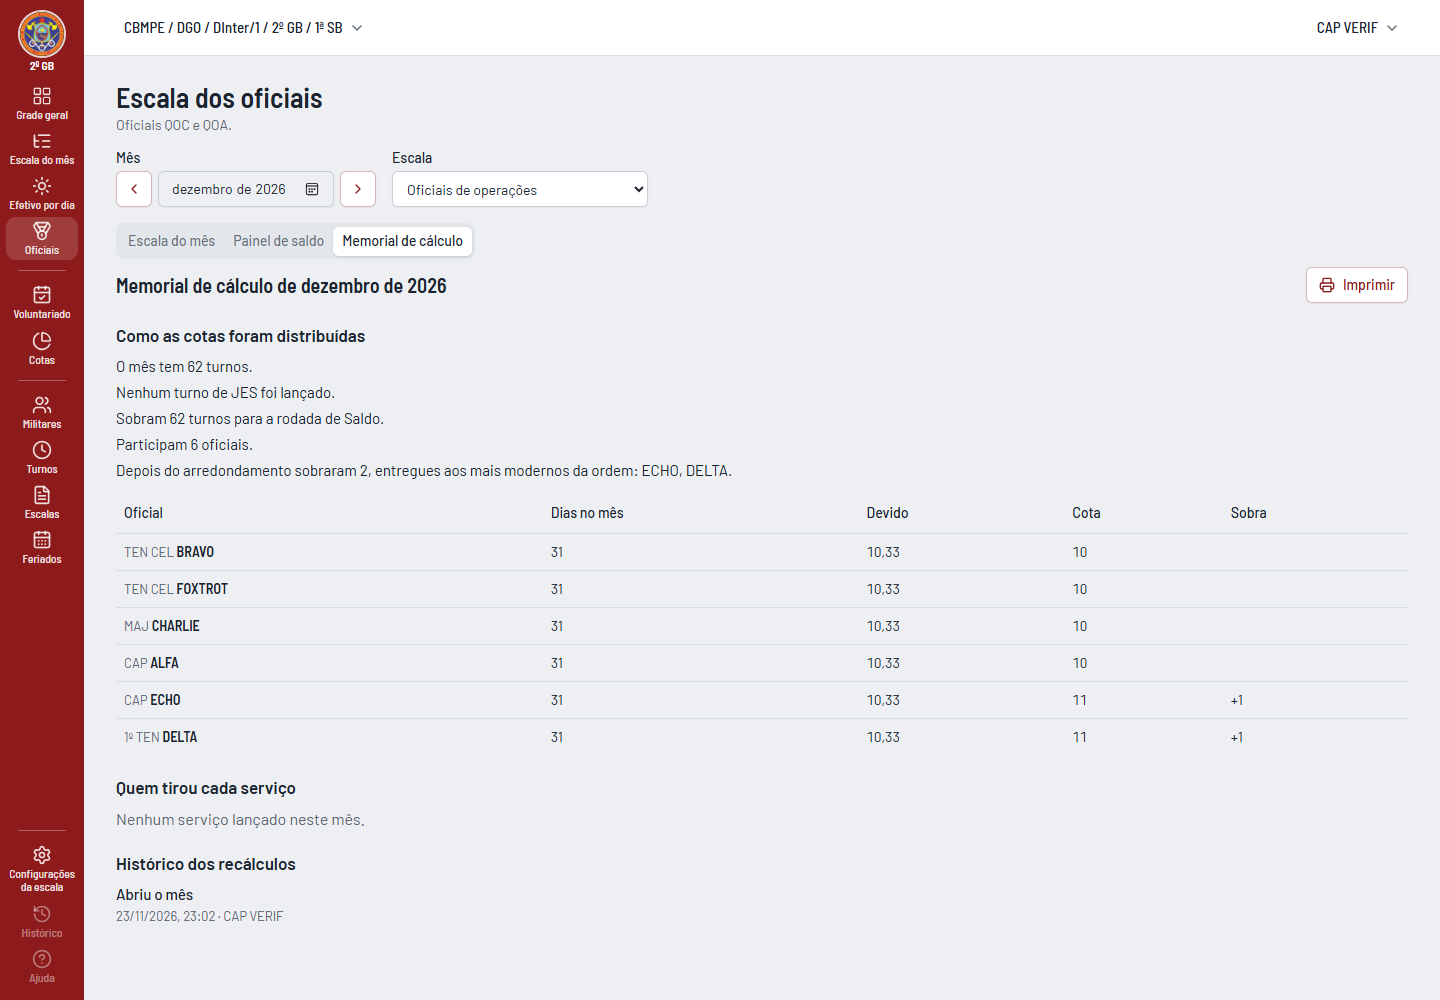 CBMPE / DGO / DInter/1 / 2º GB / 1ª SB
CAP VERIF
2º GB
Grade geral
Escala do mês
Efetivo por dia
Oficiais
Voluntariado
Cotas
Militares
Turnos
Escalas
Feriados
Configurações
da escala
Histórico
Ajuda
Escala dos oficiais
Oficiais QOC e QOA.
Mês
Escala
dezembro de 2026
Oficiais de operações
Escala do mês
Painel de saldo
Memorial de cálculo
Memorial de cálculo de dezembro de 2026
Imprimir
Como as cotas foram distribuídas
O mês tem 62 turnos.
Nenhum turno de JES foi lançado.
Sobram 62 turnos para a rodada de Saldo.
Participam 6 oficiais.
Depois do arredondamento sobraram 2, entregues aos mais modernos da ordem: ECHO, DELTA.
Oficial Dias no mês Devido Cota Sobra
TEN CEL BRAVO 31 10,33 10
TEN CEL FOXTROT 31 10,33 10
MAJ CHARLIE 31 10,33 10
CAP ALFA 31 10,33 10
CAP ECHO 31 10,33 11 +1
1º TEN DELTA 31 10,33 11 +1
Quem tirou cada serviço
Nenhum serviço lançado neste mês.
Histórico dos recálculos
Abriu o mês
23/11/2026, 23:02 · CAP VERIF